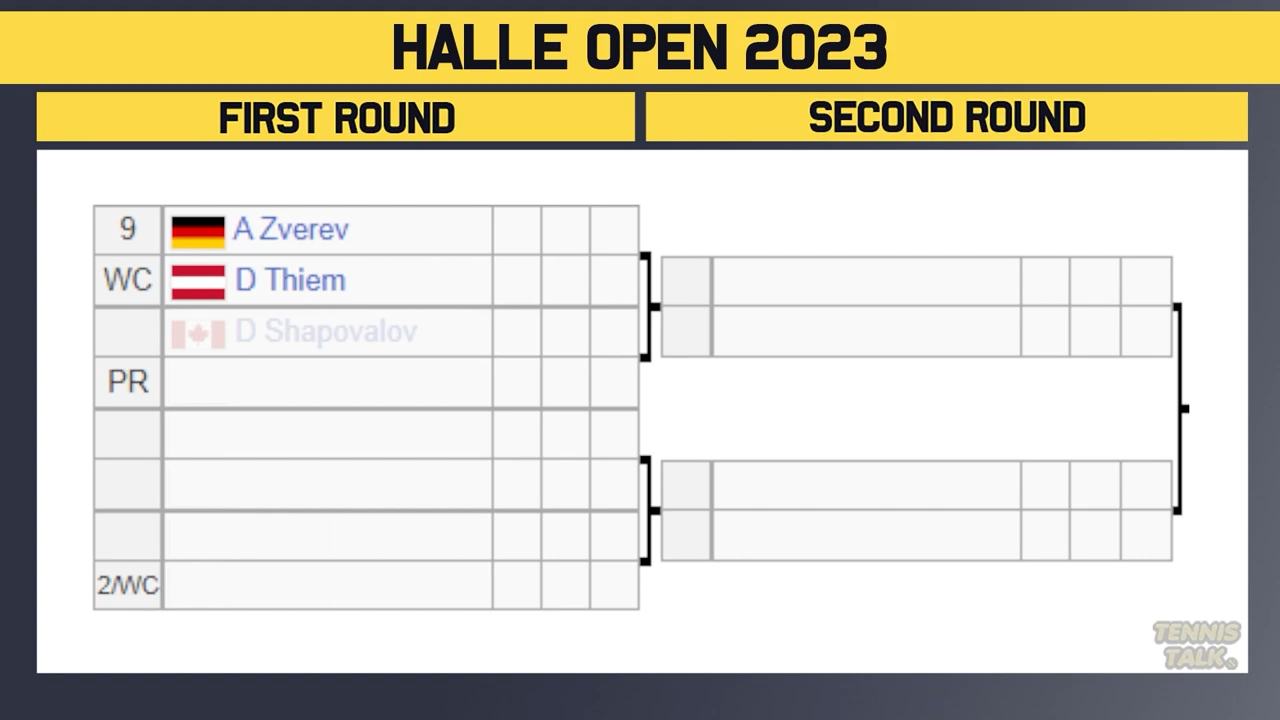 HALLE OPEN 2023
FIRST ROUND
SECOND ROUND
9 A Zverev
WC D Thiem
D Shapovalov
PR
2/WC
TENNIS
TALK